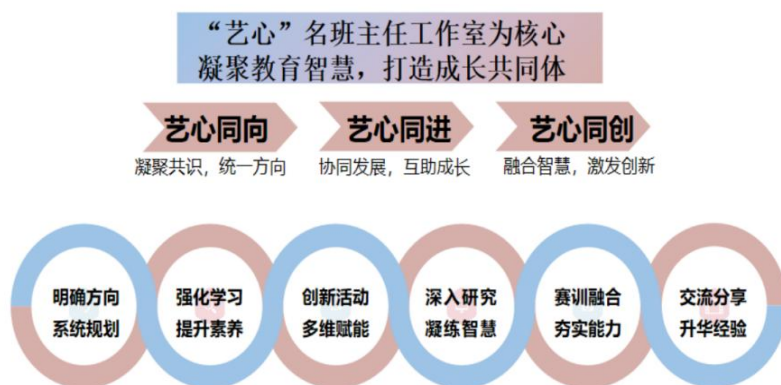 “艺心”名班主任工作室为核心
凝聚教育智慧，打造成长共同体
艺心同向
艺心同进
艺心同创
凝聚共识，统一方向
协同发展，互助成长
融合智慧，激发创新
明确方向
系统规划
强化学习
提升素养
创新活动
多维赋能
深入研究
凝练智慧
赛训融合
夯实能力
交流分享
升华经验